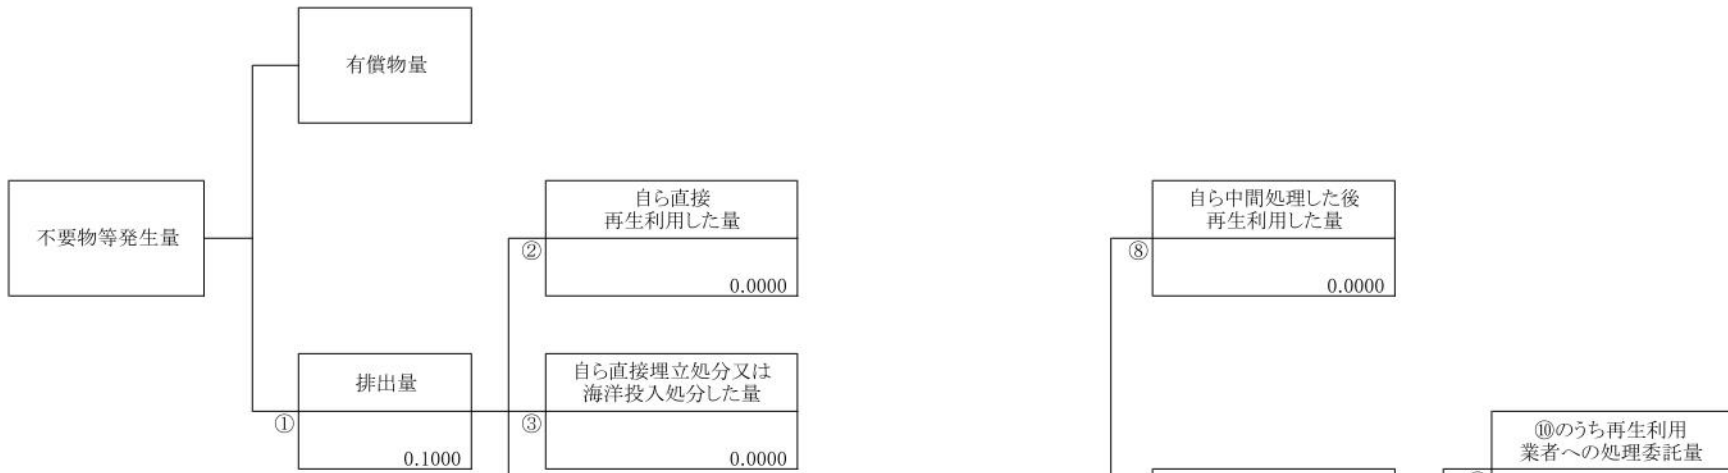 有償物量
不要物等発生量
自ら直接
再生利用した量
②
0.0000
自ら中間処理した後
再生利用した量
⑧
0.0000
排出量
①
0.1000
自ら直接埋立処分又は
海洋投入処分した量
③
0.0000
⑩のうち再生利用
業者への処理委託量